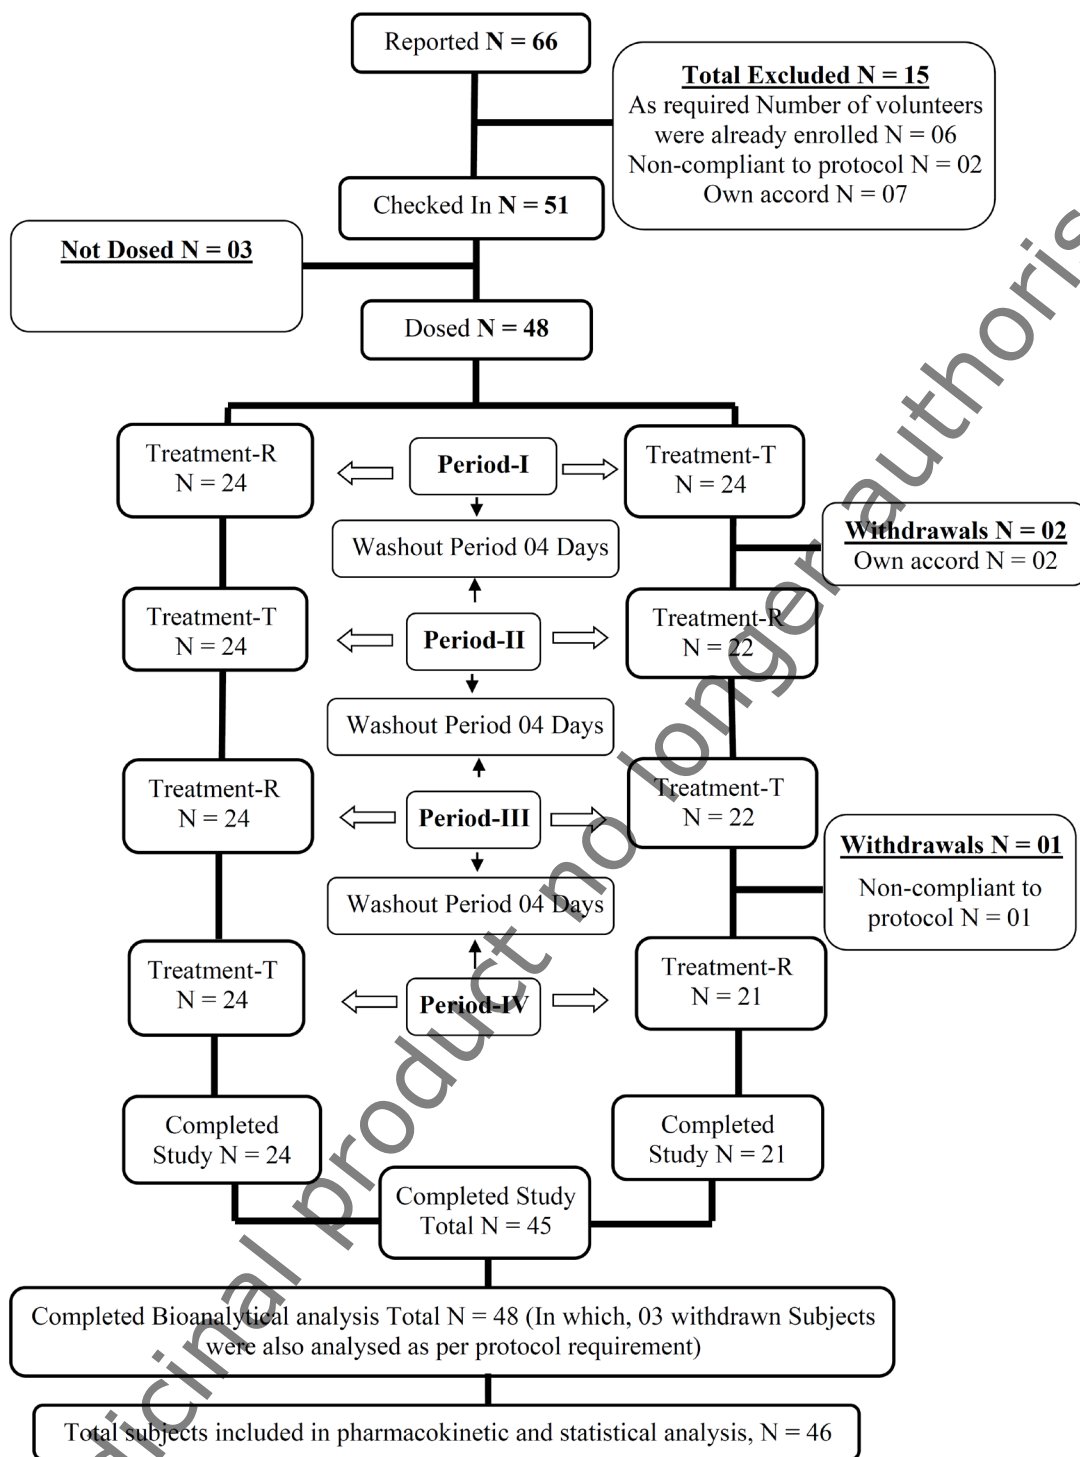 Reported N = 66
Total Excluded N = 15
As required Number of volunteers
were already enrolled N = 06
Non-compliant to protocol N = 02
Own accord N = 07
Checked In N = 51
Not Dosed N = 03
Dosed N = 48
Treatment-R
N = 24
Period-I
Treatment-T
N = 24
Washout Period 04 Days
Withdrawals N = 02
Own accord N = 02
Treatment-T
N = 24
Period-II
Treatment-R
N = 22
Washout Period 04 Days
Treatment-R
N = 24
Period-III
Treatment-T
N = 22
Withdrawals N = 01
Non-compliant to
protocol N = 01
Washout Period 04 Days
Treatment-T
N = 24
Period-IV
Treatment-R
N = 21
Completed
Study N = 24
Completed
Study N = 21
Completed Study
Total N = 45
Completed Bioanalytical analysis Total N = 48 (In which, 03 withdrawn Subjects
were also analysed as per protocol requirement)
Total subjects included in pharmacokinetic and statistical analysis, N = 46
product no longer